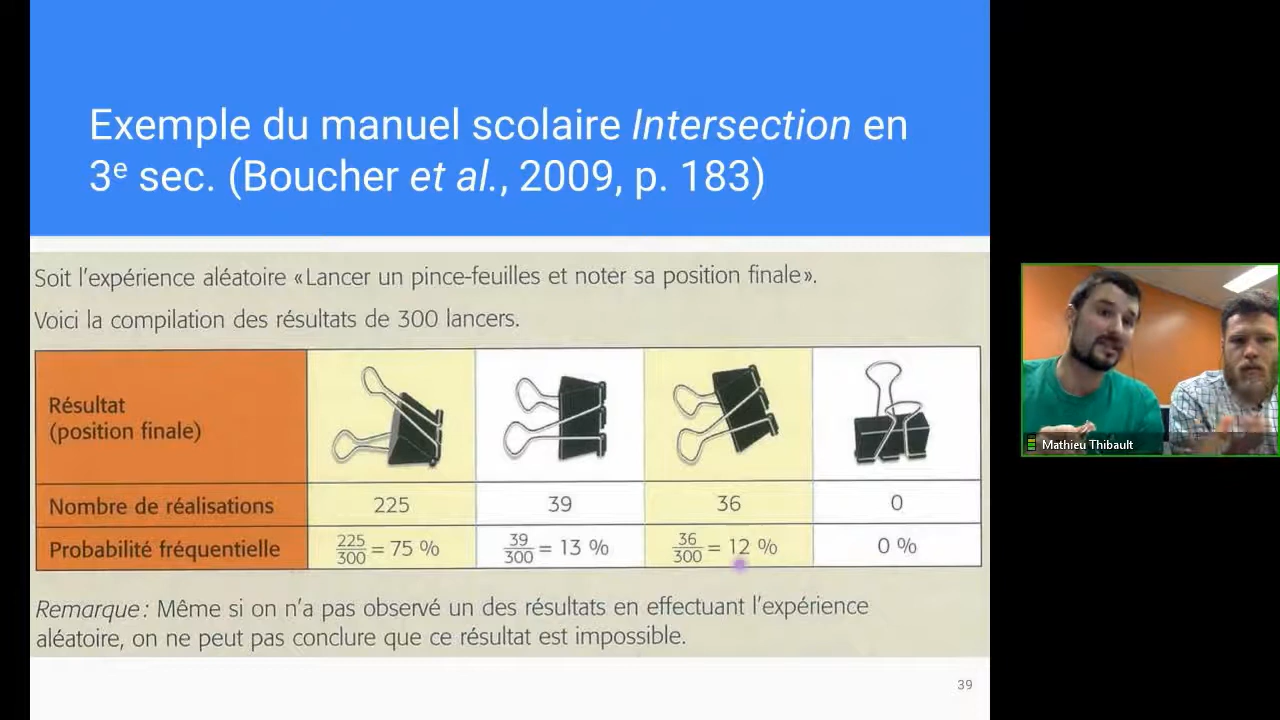 Exemple du manuel scolaire Intersection en
3e sec. (Boucher et al., 2009, p. 183)
Soit l'expérience aléatoire «Lancer un pince-feuilles et noter sa position finale».
Voici la compilation des résultats de 300 lancers.
Résultat
(position finale)
Nombre de réalisations 225 39 36 0
Probabilité fréquentielle 225/300 = 75 % 39/300 = 13 % 36/300 = 12 % 0 %
Remarque : Même si on n'a pas observé un des résultats en effectuant l'expérience
aléatoire, on ne peut pas conclure que ce résultat est impossible.
39
Mathieu Thibault